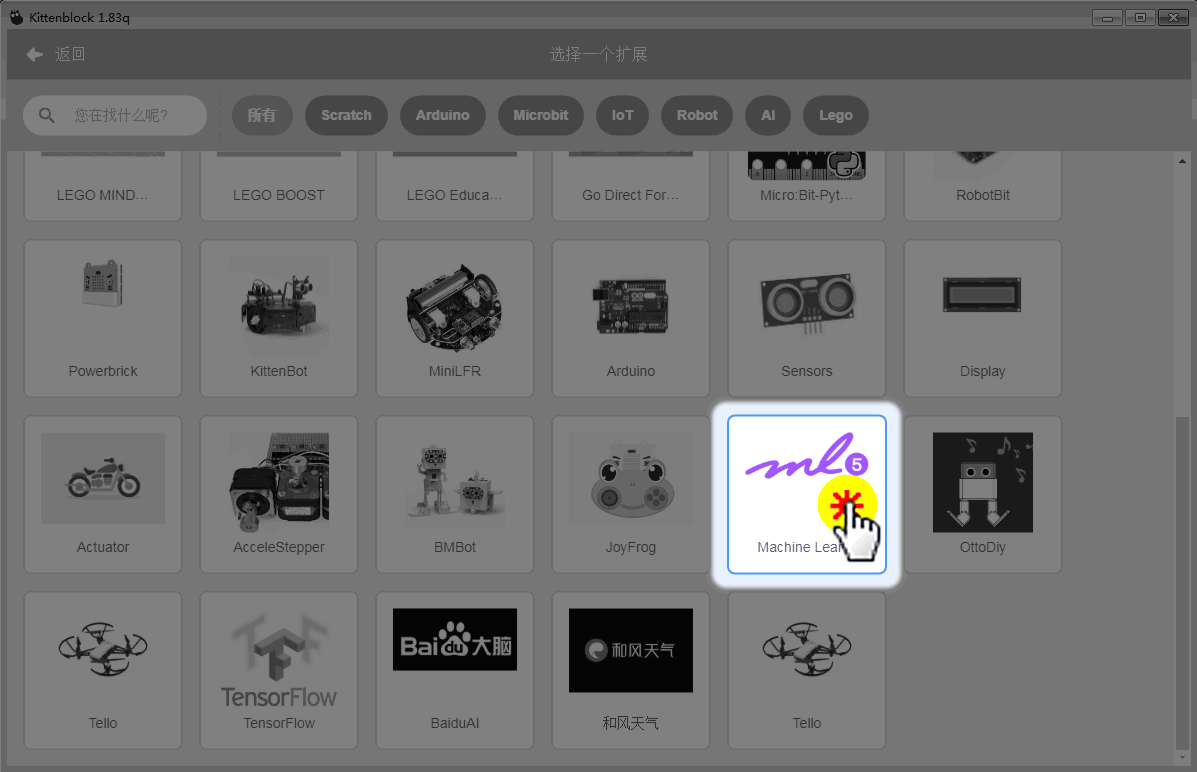 Kittenblock 1.83q
返回
选择一个扩展
您在找什么呢?
所有
Scratch
Arduino
Microbit
IoT
Robot
AI
Lego
LEGO MIND...
LEGO BOOST
LEGO Educa...
Go Direct For...
Micro:Bit-Pyt...
RobotBit
Powerbrick
KittenBot
MiniLFR
Arduino
Sensors
Display
ml5
Actuator
AcceleStepper
BMBot
JoyFrog
Machine Lear
OttoDiy
TensorFlow
Bai du 大脑
和风天气
Tello
TensorFlow
BaiduAI
和风天气
Tello